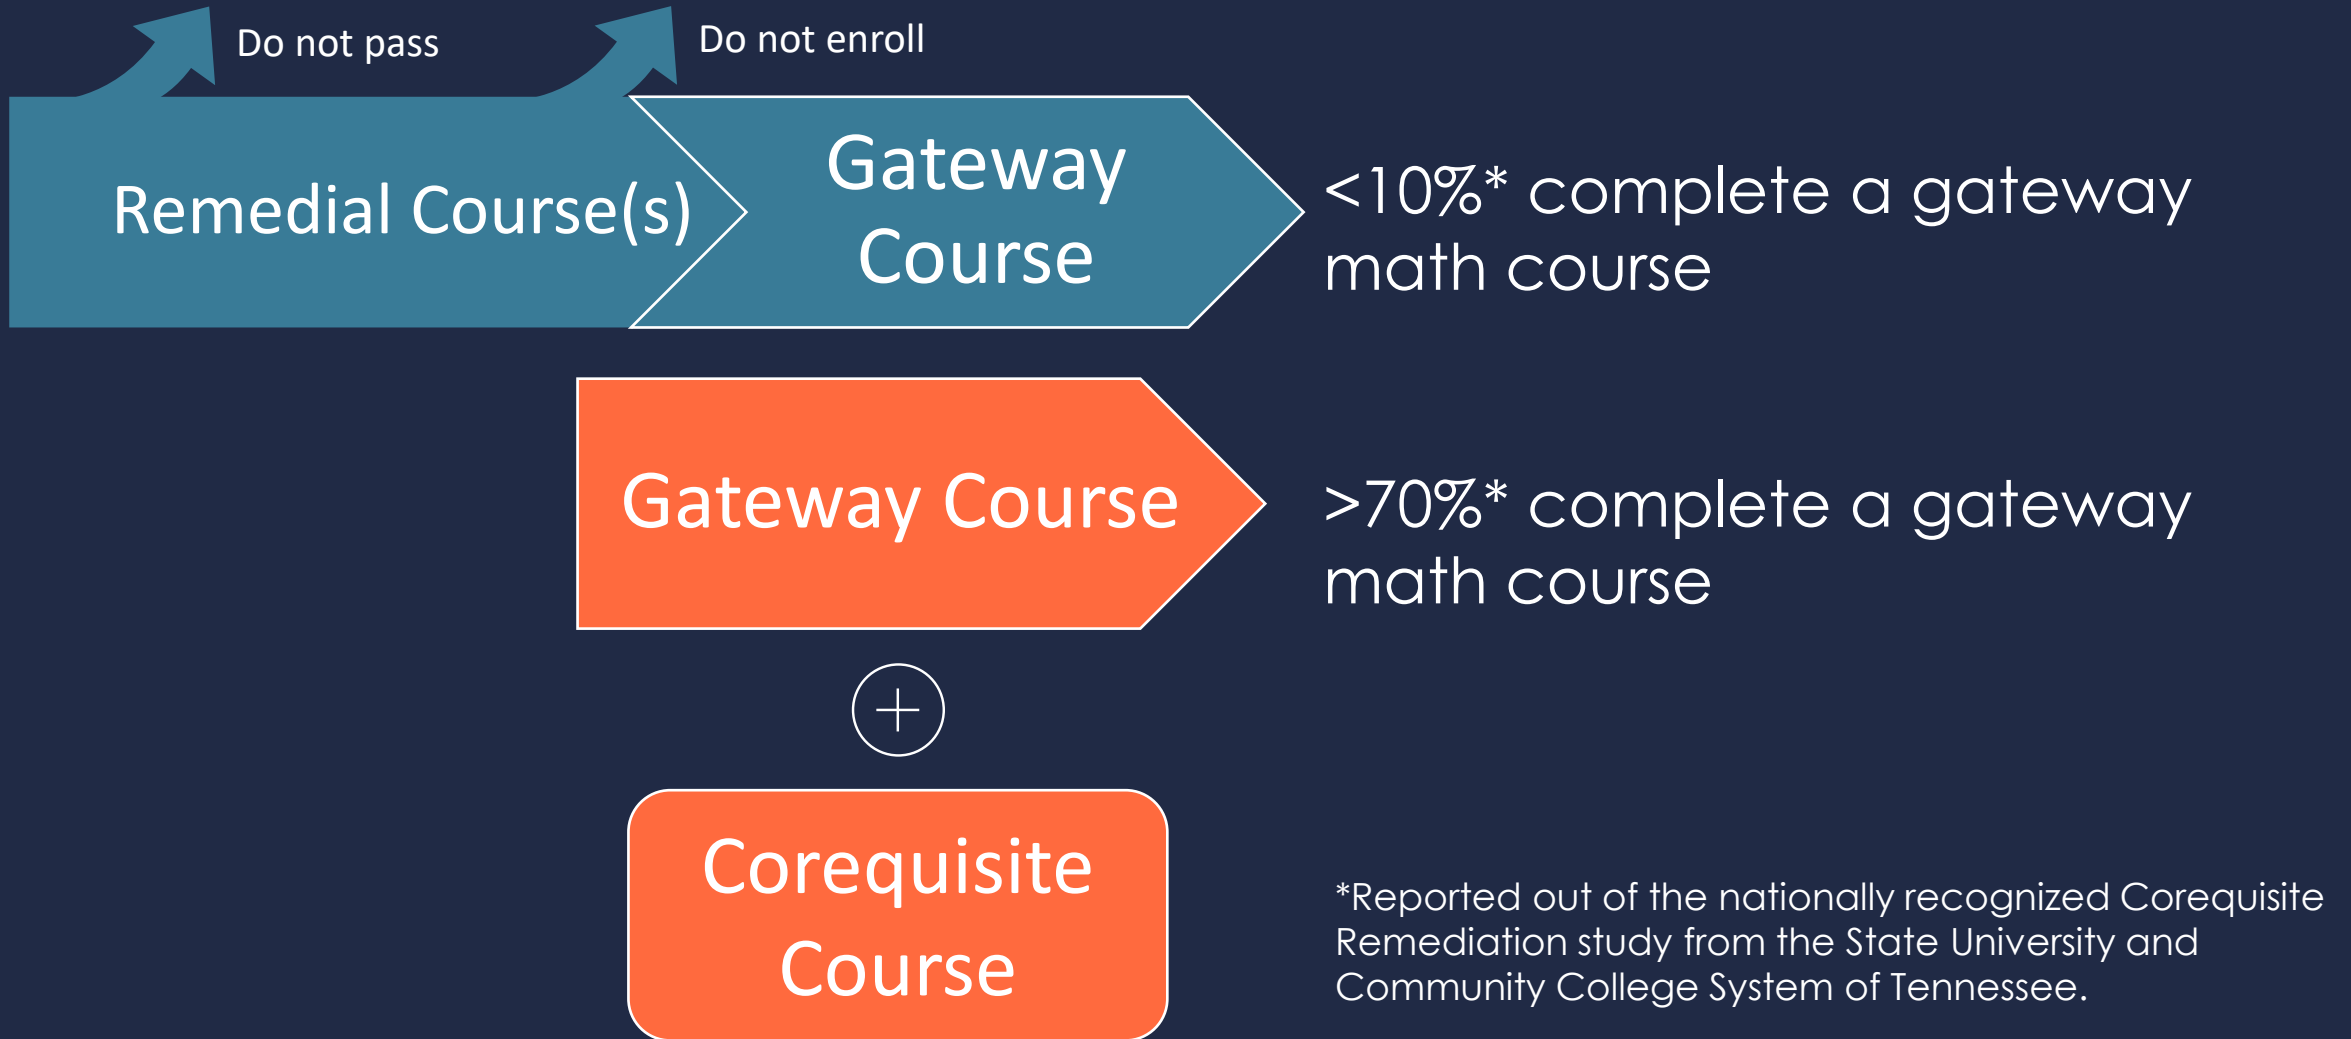 Do not pass
Do not enroll
Remedial Course(s)
Gateway
Course
<10%* complete a gateway
math course
Gateway Course
>70%* complete a gateway
math course
+
Corequisite
Course
*Reported out of the nationally recognized Corequisite
Remediation study from the State University and
Community College System of Tennessee.